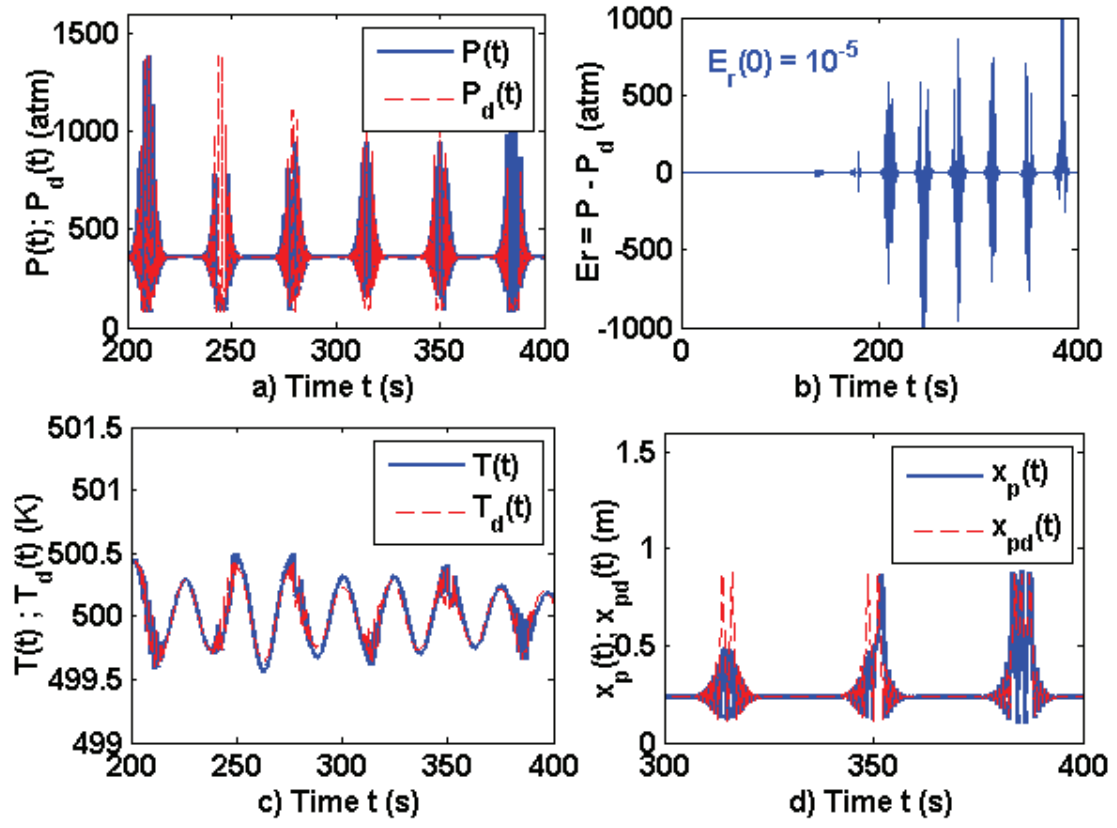 P(t) ; P_d(t) (atm)
1500
1000
500
0
200 250 300 350 400
a) Time t (s)
P(t)
P_d(t)
Er = P - P_d (atm)
1000
500
0
-500
-1000
0 200 400
b) Time t (s)
E_r(0) = 10^-5
T(t) ; T_d(t) (K)
501.5
501
500.5
500
499.5
499
200 250 300 350 400
c) Time t (s)
T(t)
T_d(t)
x_p(t) ; x_pd(t) (m)
1.5
1
0.5
0
300 350 400
d) Time t (s)
x_p(t)
x_pd(t)